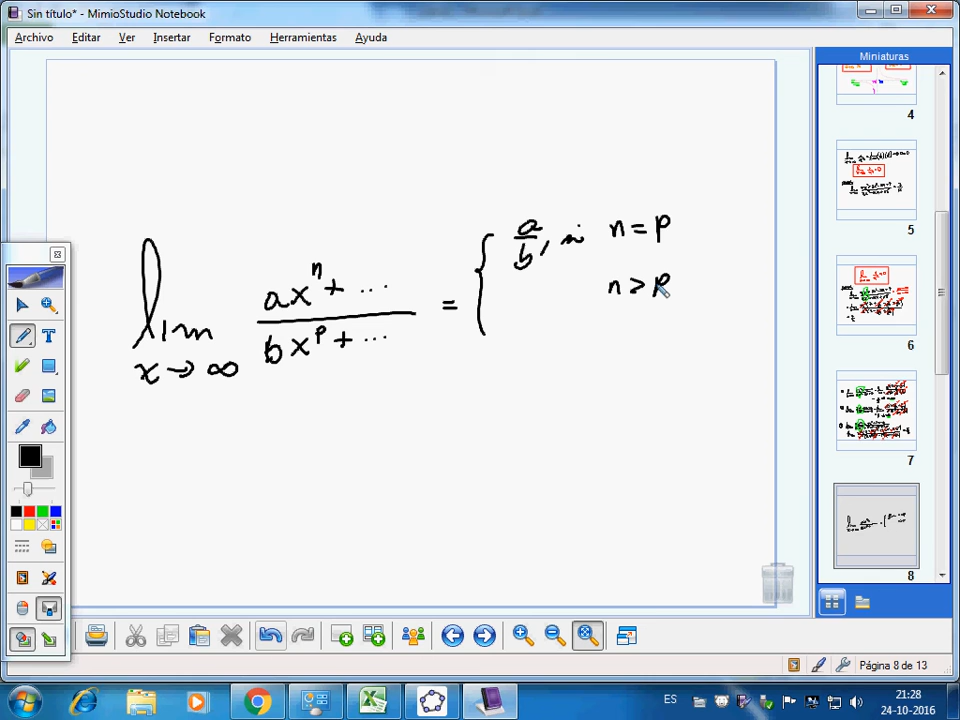 Sin título* - MimioStudio Notebook
Archivo Editar Ver Insertar Formato Herramientas Ayuda
Miniaturas
4
5
6
7
8
lim x→∞ (ax^n + ...)/(bx^p + ...) = { a/b, si n = p
n > p
Página 8 de 13
ES
21:28
24-10-2016